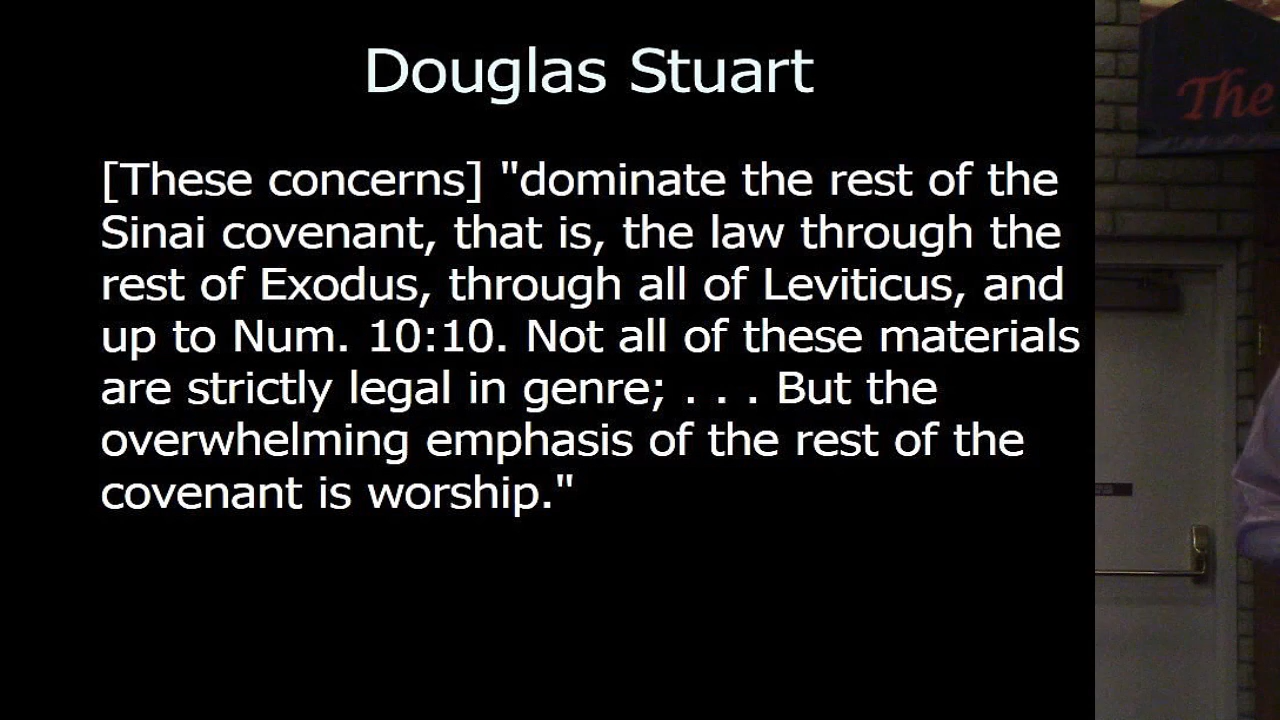 Douglas Stuart
[These concerns] "dominate the rest of the
Sinai covenant, that is, the law through the
rest of Exodus, through all of Leviticus, and
up to Num. 10:10. Not all of these materials
are strictly legal in genre; . . . But the
overwhelming emphasis of the rest of the
covenant is worship."
The